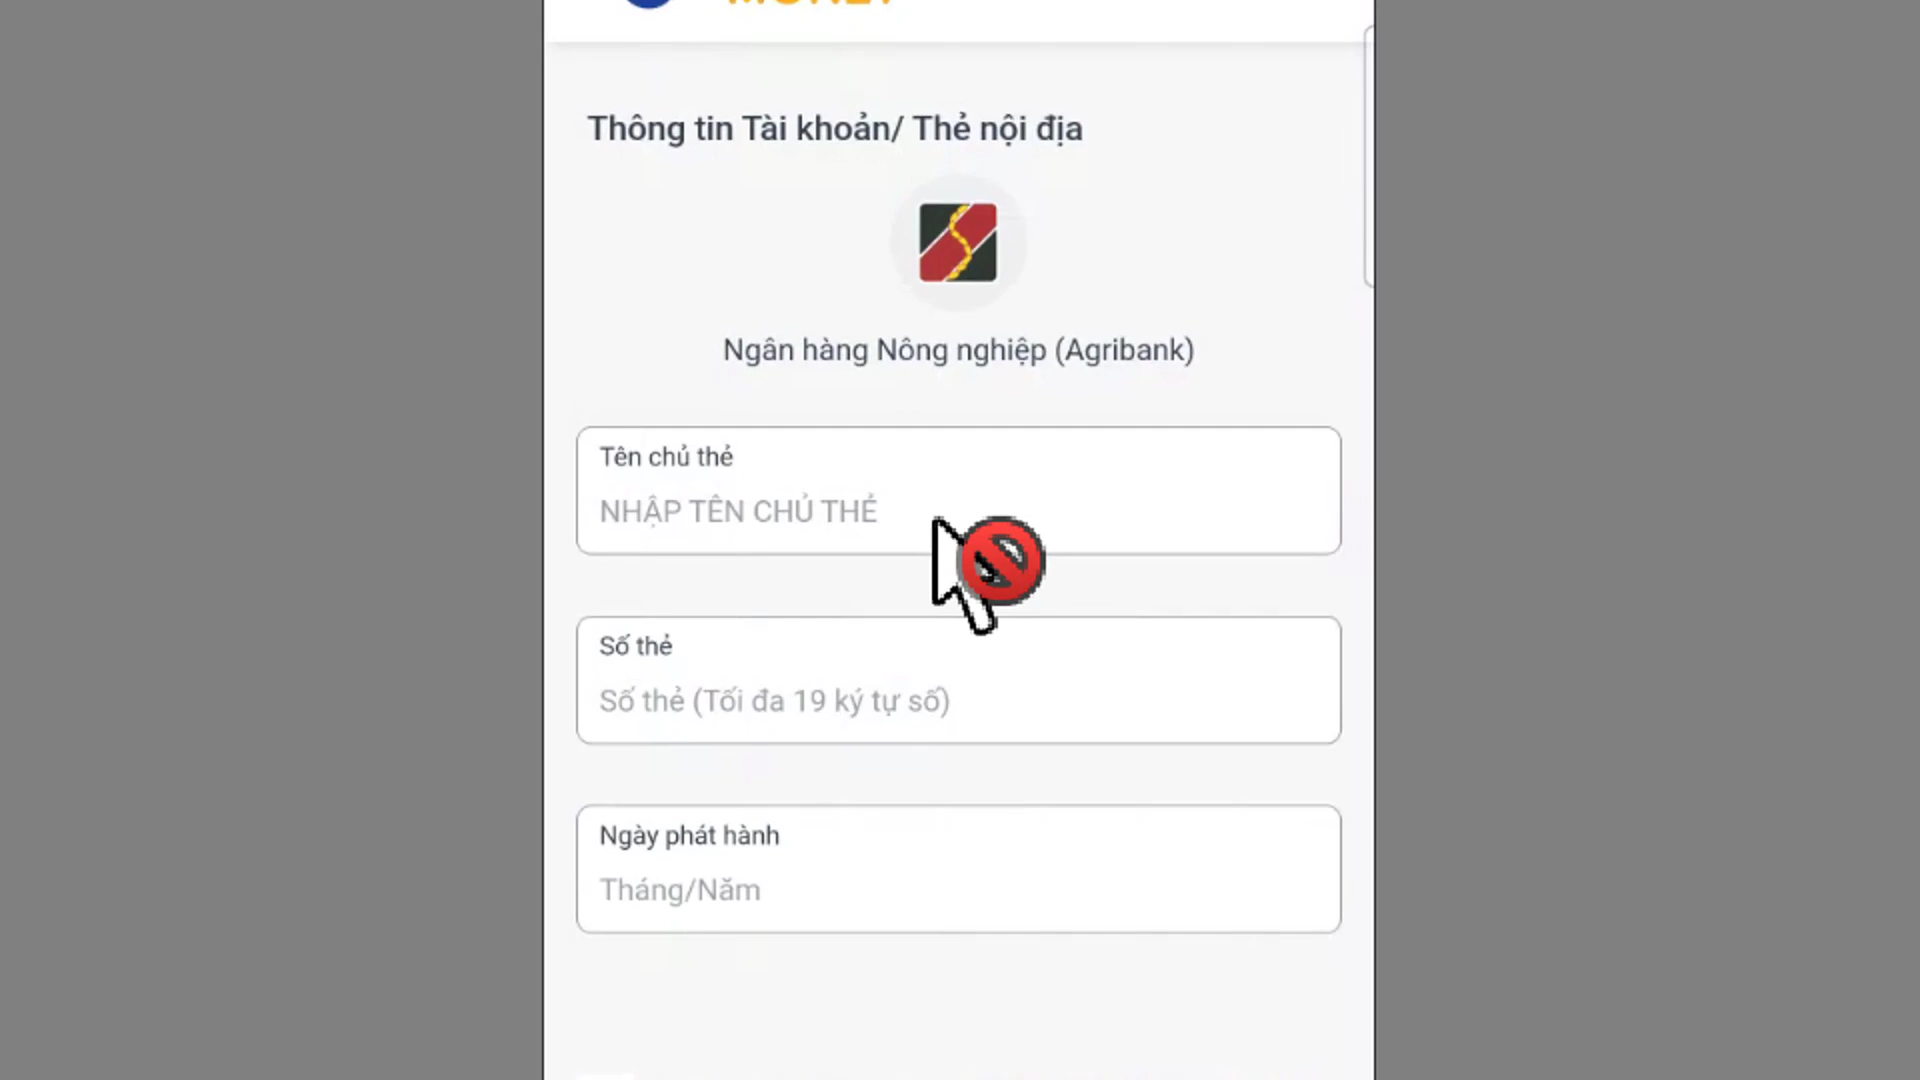 Thông tin Tài khoản/ Thẻ nội địa
Ngân hàng Nông nghiệp (Agribank)
Tên chủ thẻ
NHẬP TÊN CHỦ THẺ
Số thẻ
Số thẻ (Tối đa 19 ký tự số)
Ngày phát hành
Tháng/Năm